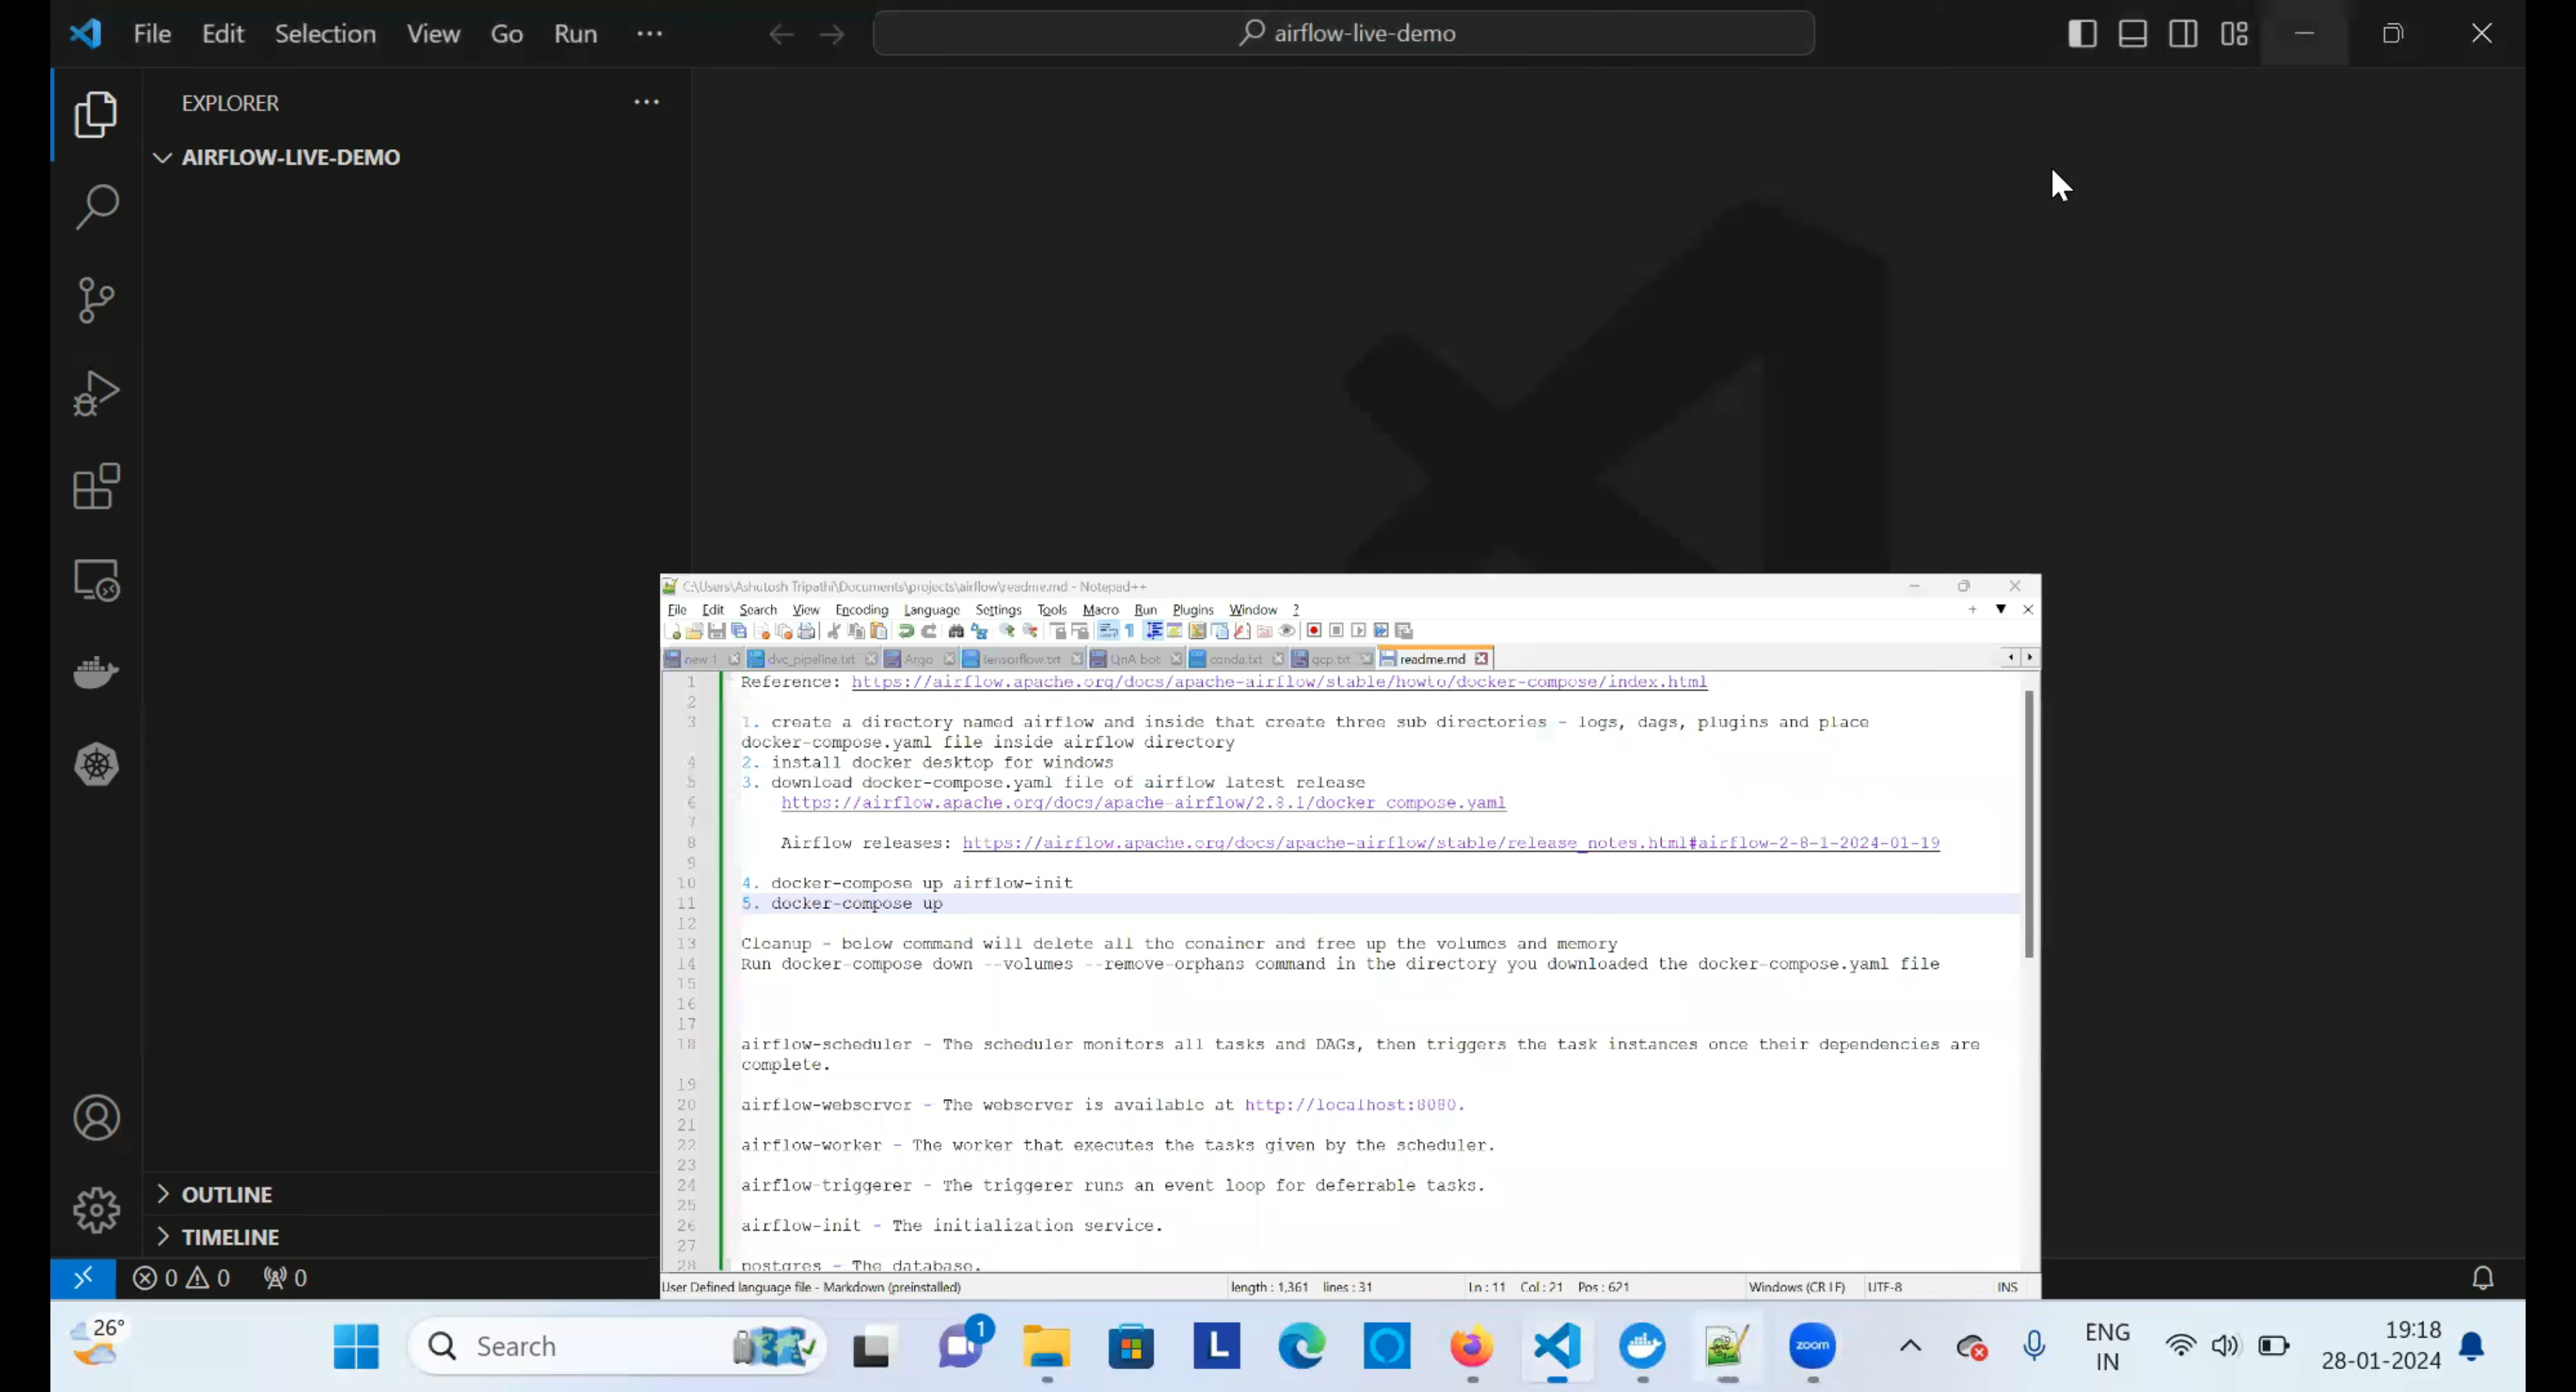 File Edit Selection View Go Run ...
airflow-live-demo
EXPLORER
AIRFLOW-LIVE-DEMO
C:\Users\Ashutosh Tripathi\Documents\projects\airflow\readme.md - Notepad++
File Edit Search View Encoding Language Settings Tools Macro Run Plugins Window ?
new 1 dvc_pipeline.txt Argo tensorflow.txt QnA bot conda.txt gcp.txt readme.md
1 Reference: https://airflow.apache.org/docs/apache-airflow/stable/howto/docker-compose/index.html
2
3 1. create a directory named airflow and inside that create three sub directories - logs, dags, plugins and place
docker-compose.yaml file inside airflow directory
4 2. install docker desktop for windows
5 3. download docker-compose.yaml file of airflow latest release
6 https://airflow.apache.org/docs/apache-airflow/2.8.1/docker compose.yaml
7
8 Airflow releases: https://airflow.apache.org/docs/apache-airflow/stable/release_notes.html#airflow-2-8-1-2024-01-19
9
10 4. docker-compose up airflow-init
11 5. docker-compose up
12
13 Cleanup - below command will delete all the conainer and free up the volumes and memory
14 Run docker-compose down --volumes --remove-orphans command in the directory you downloaded the docker-compose.yaml file
15
16
17
18 airflow-scheduler - The scheduler monitors all tasks and DAGs, then triggers the task instances once their dependencies are
complete.
19
20 airflow-webserver - The webserver is available at http://localhost:8080.
21
22 airflow-worker - The worker that executes the tasks given by the scheduler.
23
24 airflow-triggerer - The triggerer runs an event loop for deferrable tasks.
25
26 airflow-init - The initialization service.
27
28 postgres - The database.
User Defined language file - Markdown (preinstalled) length : 1,361 lines : 31 Ln : 11 Col : 21 Pos : 621 Windows (CR LF) UTF-8 INS
OUTLINE
TIMELINE
0 0 0
26°
Search
1
L
zoom
ENG
IN
19:18
28-01-2024